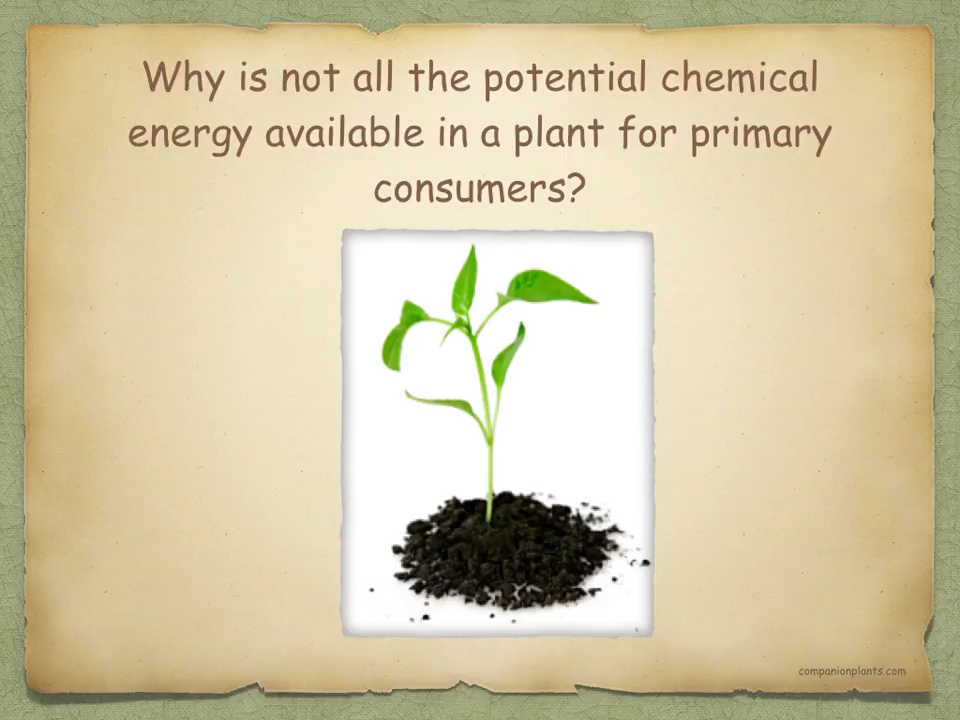 Why is not all the potential chemical
energy available in a plant for primary
consumers?
companionplants.com